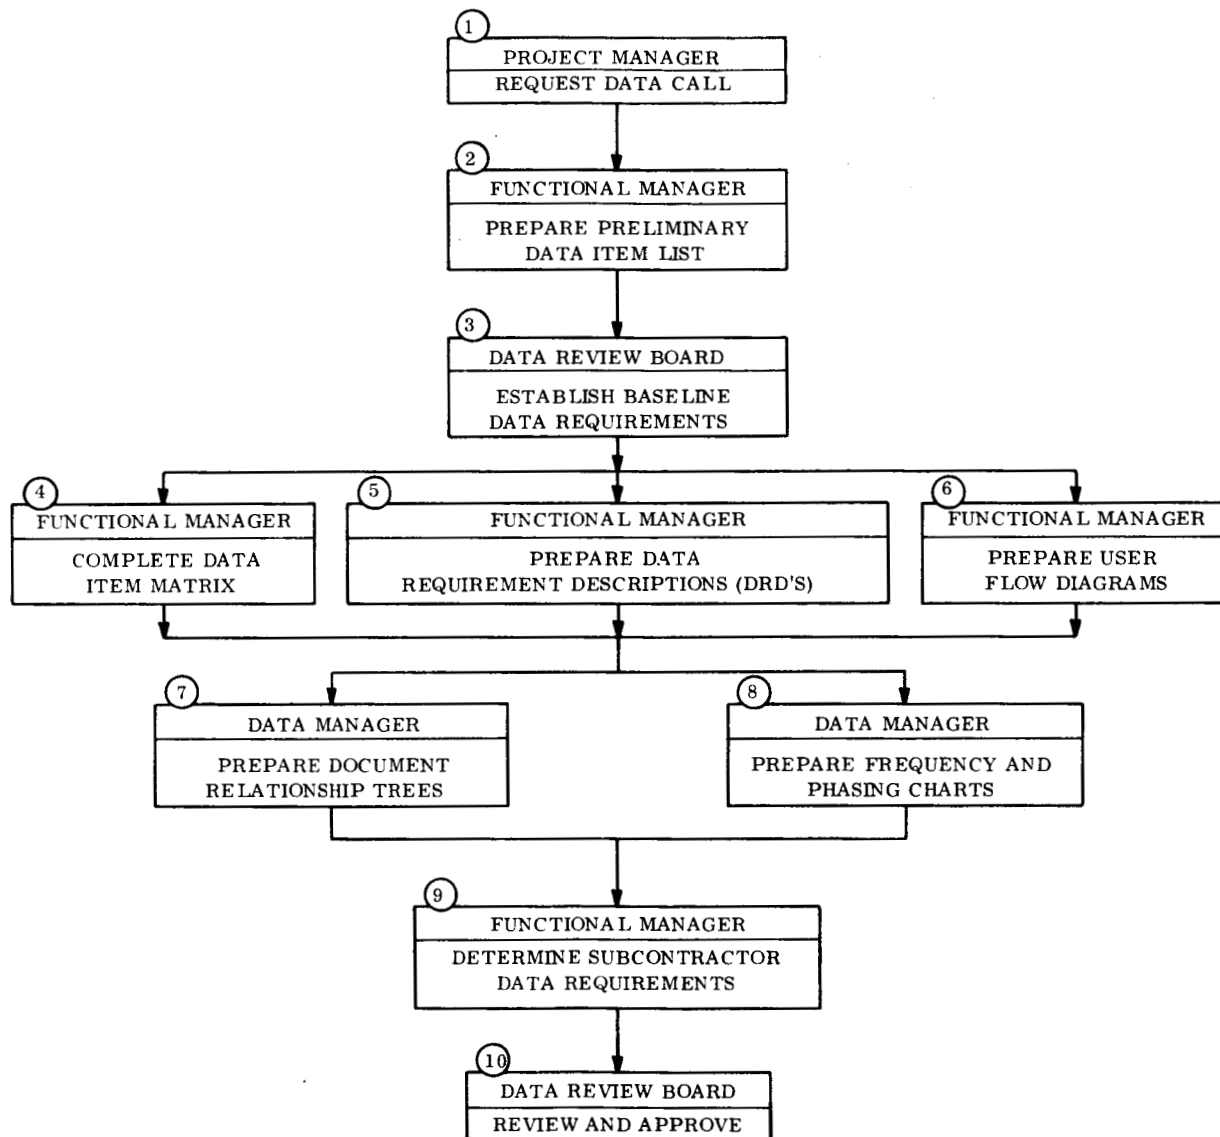 1
PROJECT MANAGER
REQUEST DATA CALL
2
FUNCTIONAL MANAGER
PREPARE PRELIMINARY
DATA ITEM LIST
3
DATA REVIEW BOARD
ESTABLISH BASELINE
DATA REQUIREMENTS
4
FUNCTIONAL MANAGER
COMPLETE DATA
ITEM MATRIX
5
FUNCTIONAL MANAGER
PREPARE DATA
REQUIREMENT DESCRIPTIONS (DRD'S)
6
FUNCTIONAL MANAGER
PREPARE USER
FLOW DIAGRAMS
7
DATA MANAGER
PREPARE DOCUMENT
RELATIONSHIP TREES
8
DATA MANAGER
PREPARE FREQUENCY AND
PHASING CHARTS
9
FUNCTIONAL MANAGER
DETERMINE SUBCONTRACTOR
DATA REQUIREMENTS
10
DATA REVIEW BOARD
REVIEW AND APPROVE